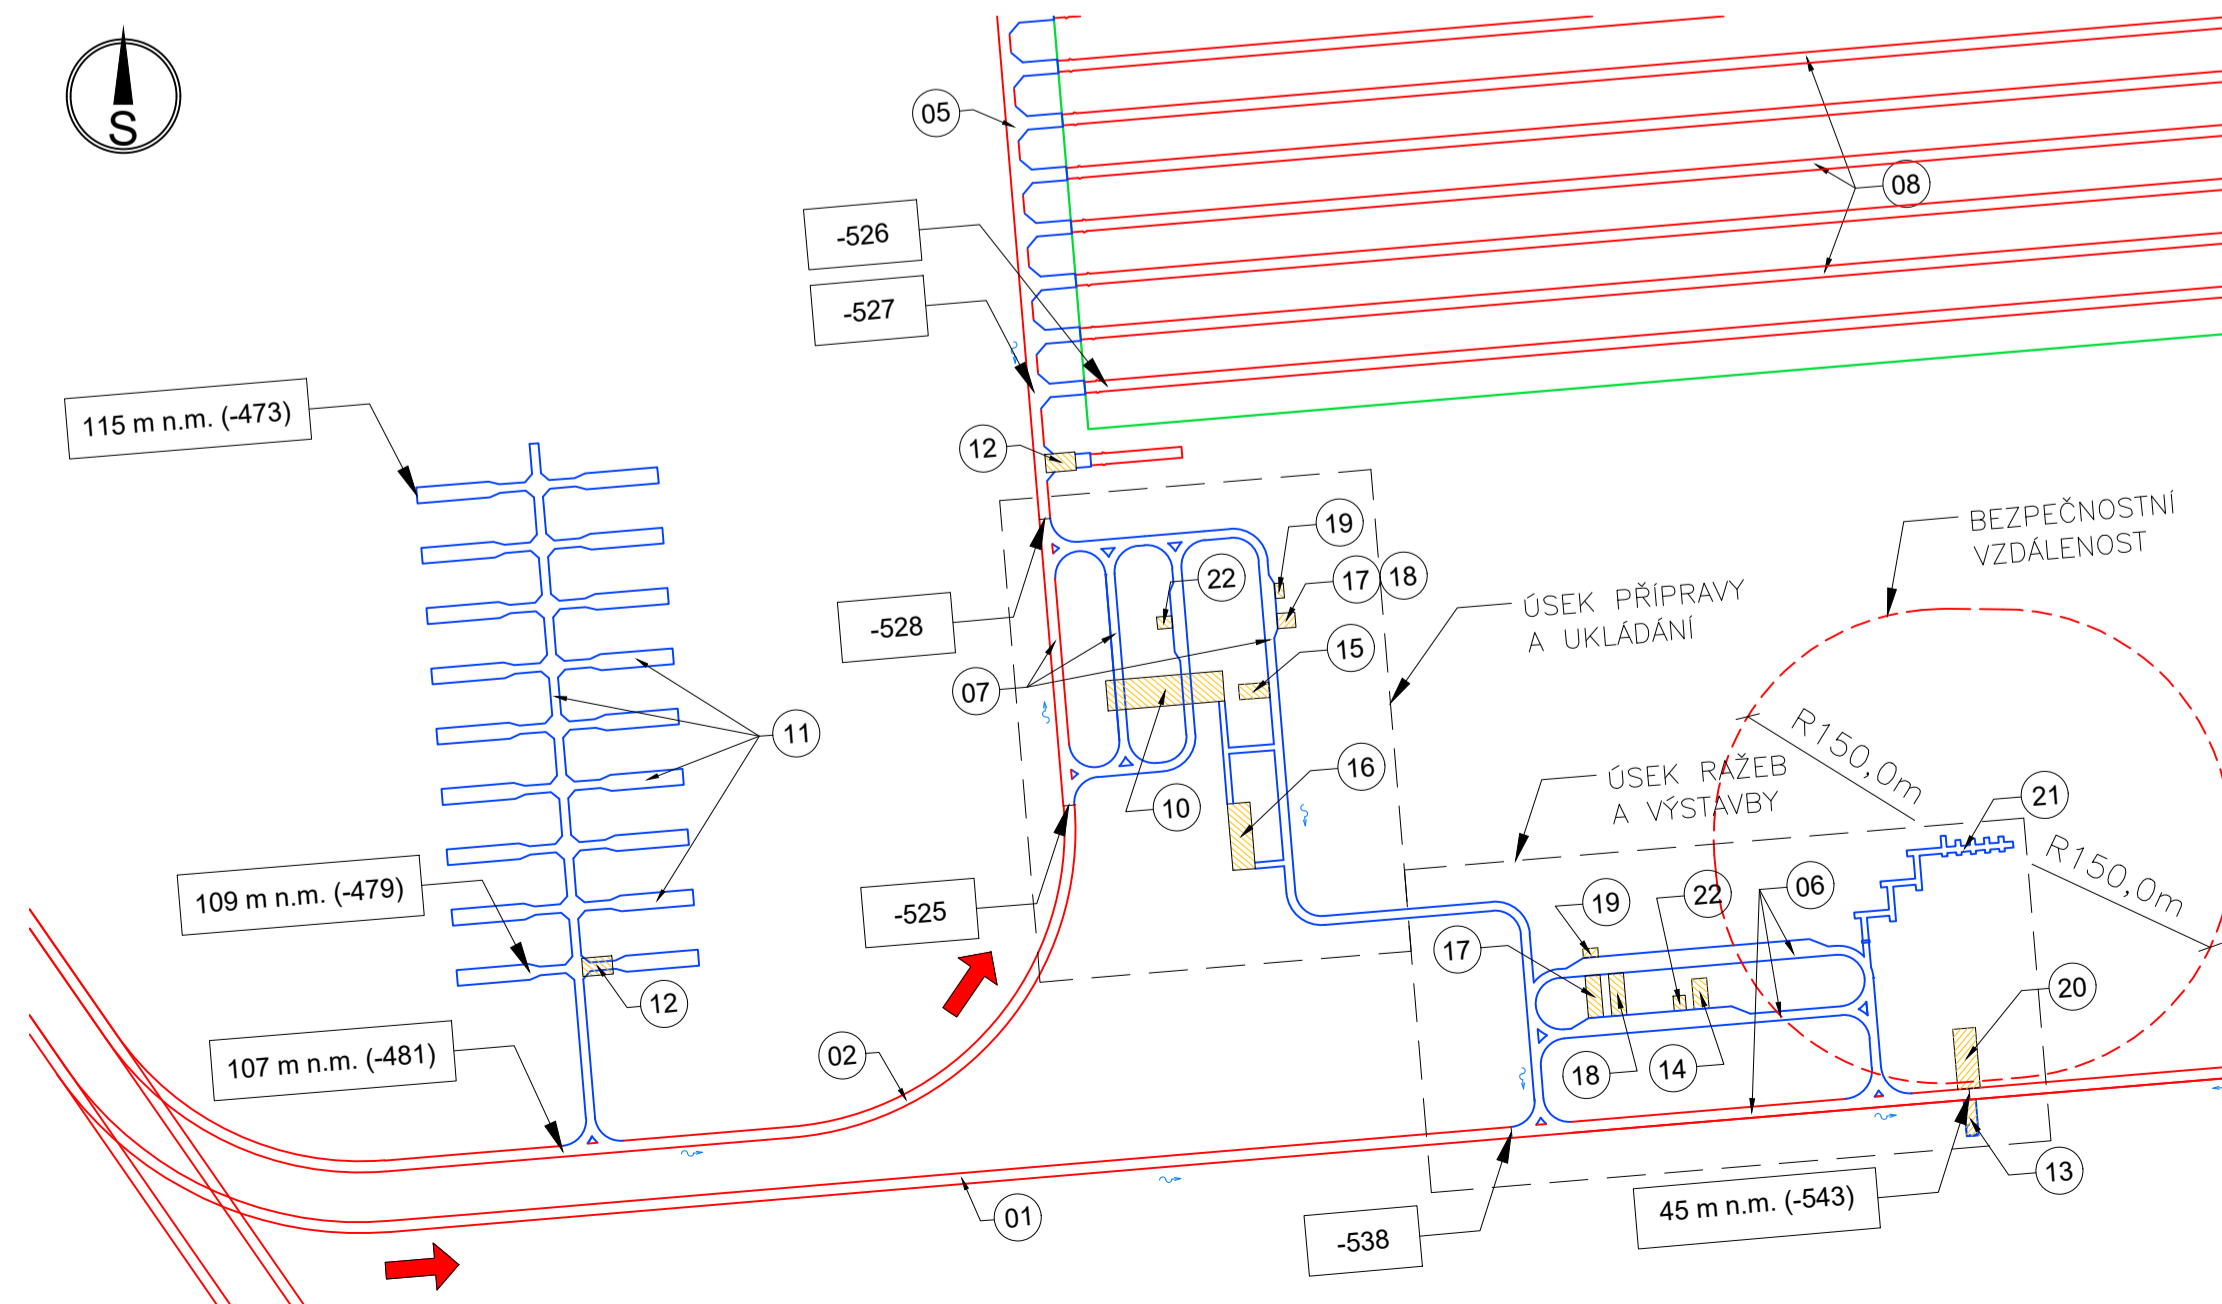 S
05
08
-526
-527
115 m n.m. (-473)
12
19
BEZPEČNOSTNÍ
VZDÁLENOST
22
17
18
ÚSEK PŘÍPRAVY
A UKLÁDÁNÍ
-528
15
07
11
R150,0m
16
ÚSEK RAŽEB
A VÝSTAVBY
10
21
R150,0m
109 m n.m. (-479)
-525
19
22
06
17
12
20
107 m n.m. (-481)
02
18
14
13
45 m n.m. (-543)
01
-538